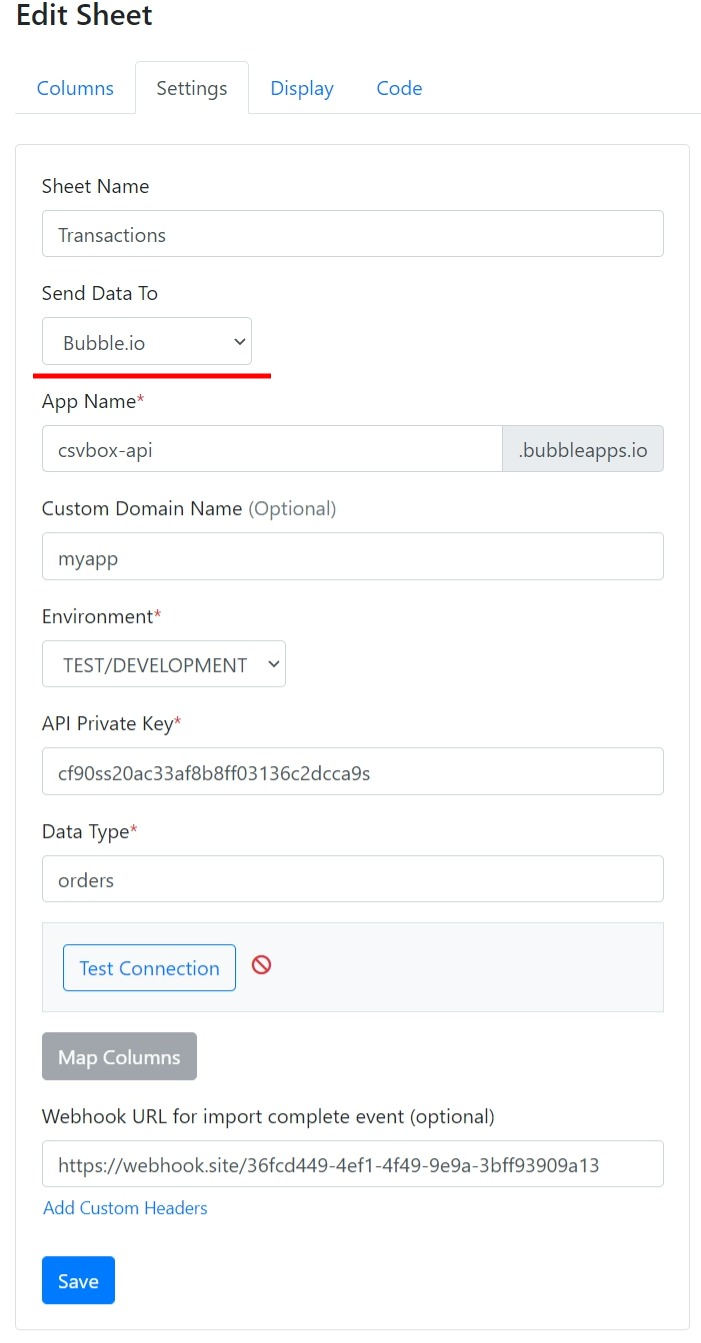 Edit Sheet
Columns Settings Display Code
Sheet Name
Transactions
Send Data To
Bubble.io
App Name*
csvbox-api .bubbleapps.io
Custom Domain Name (Optional)
myapp
Environment*
TEST/DEVELOPMENT
API Private Key*
cf90ss20ac33af8b8ff03136c2dcca9s
Data Type*
orders
Test Connection
Map Columns
Webhook URL for import complete event (optional)
https://webhook.site/36fcd449-4ef1-4f49-9e9a-3bff93909a13
Add Custom Headers
Save